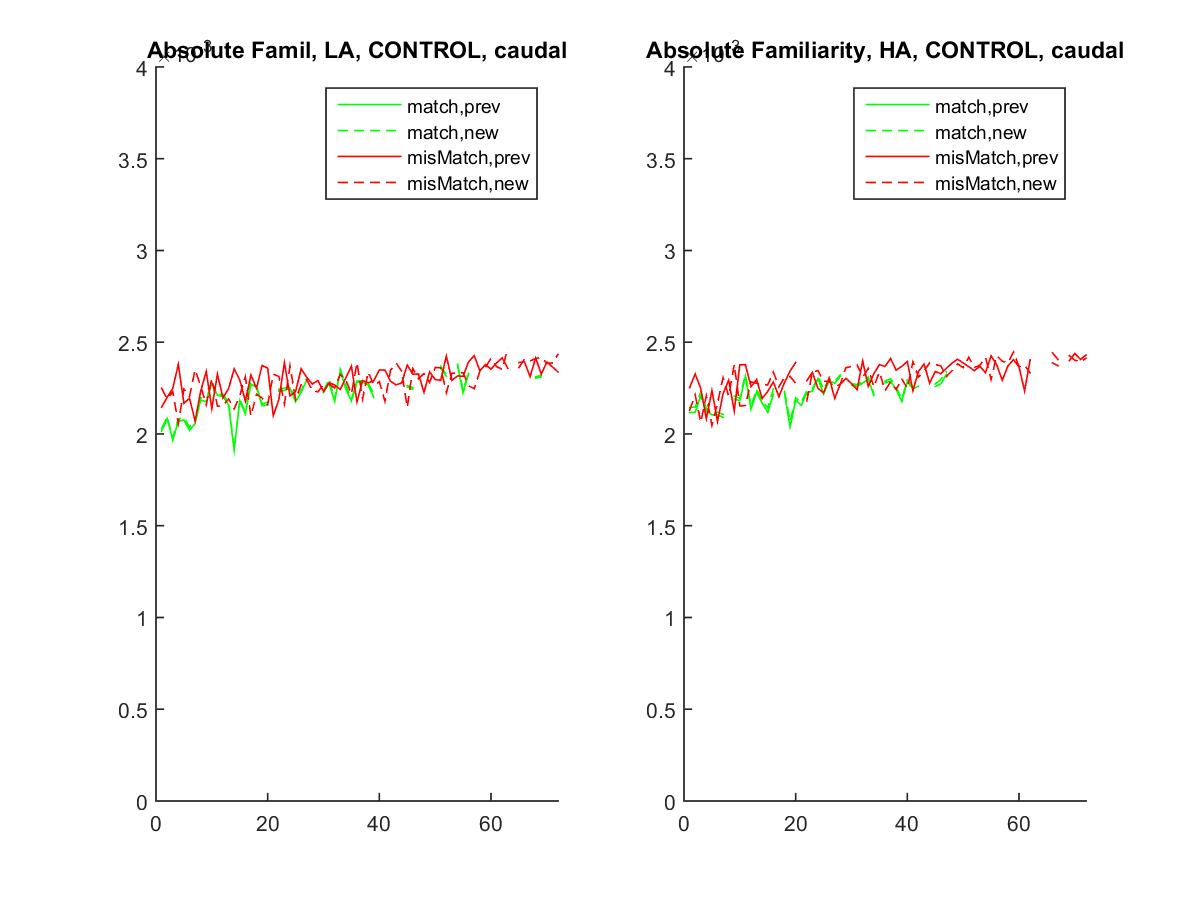 Absolute Famil, LA, CONTROL, caudal
4
3.5
3
2.5
2
1.5
1
0.5
0
0
20
40
60
match,prev
match,new
misMatch,prev
misMatch,new
Absolute Familiarity, HA, CONTROL, caudal
4
3.5
3
2.5
2
1.5
1
0.5
0
0
20
40
60
match,prev
match,new
misMatch,prev
misMatch,new